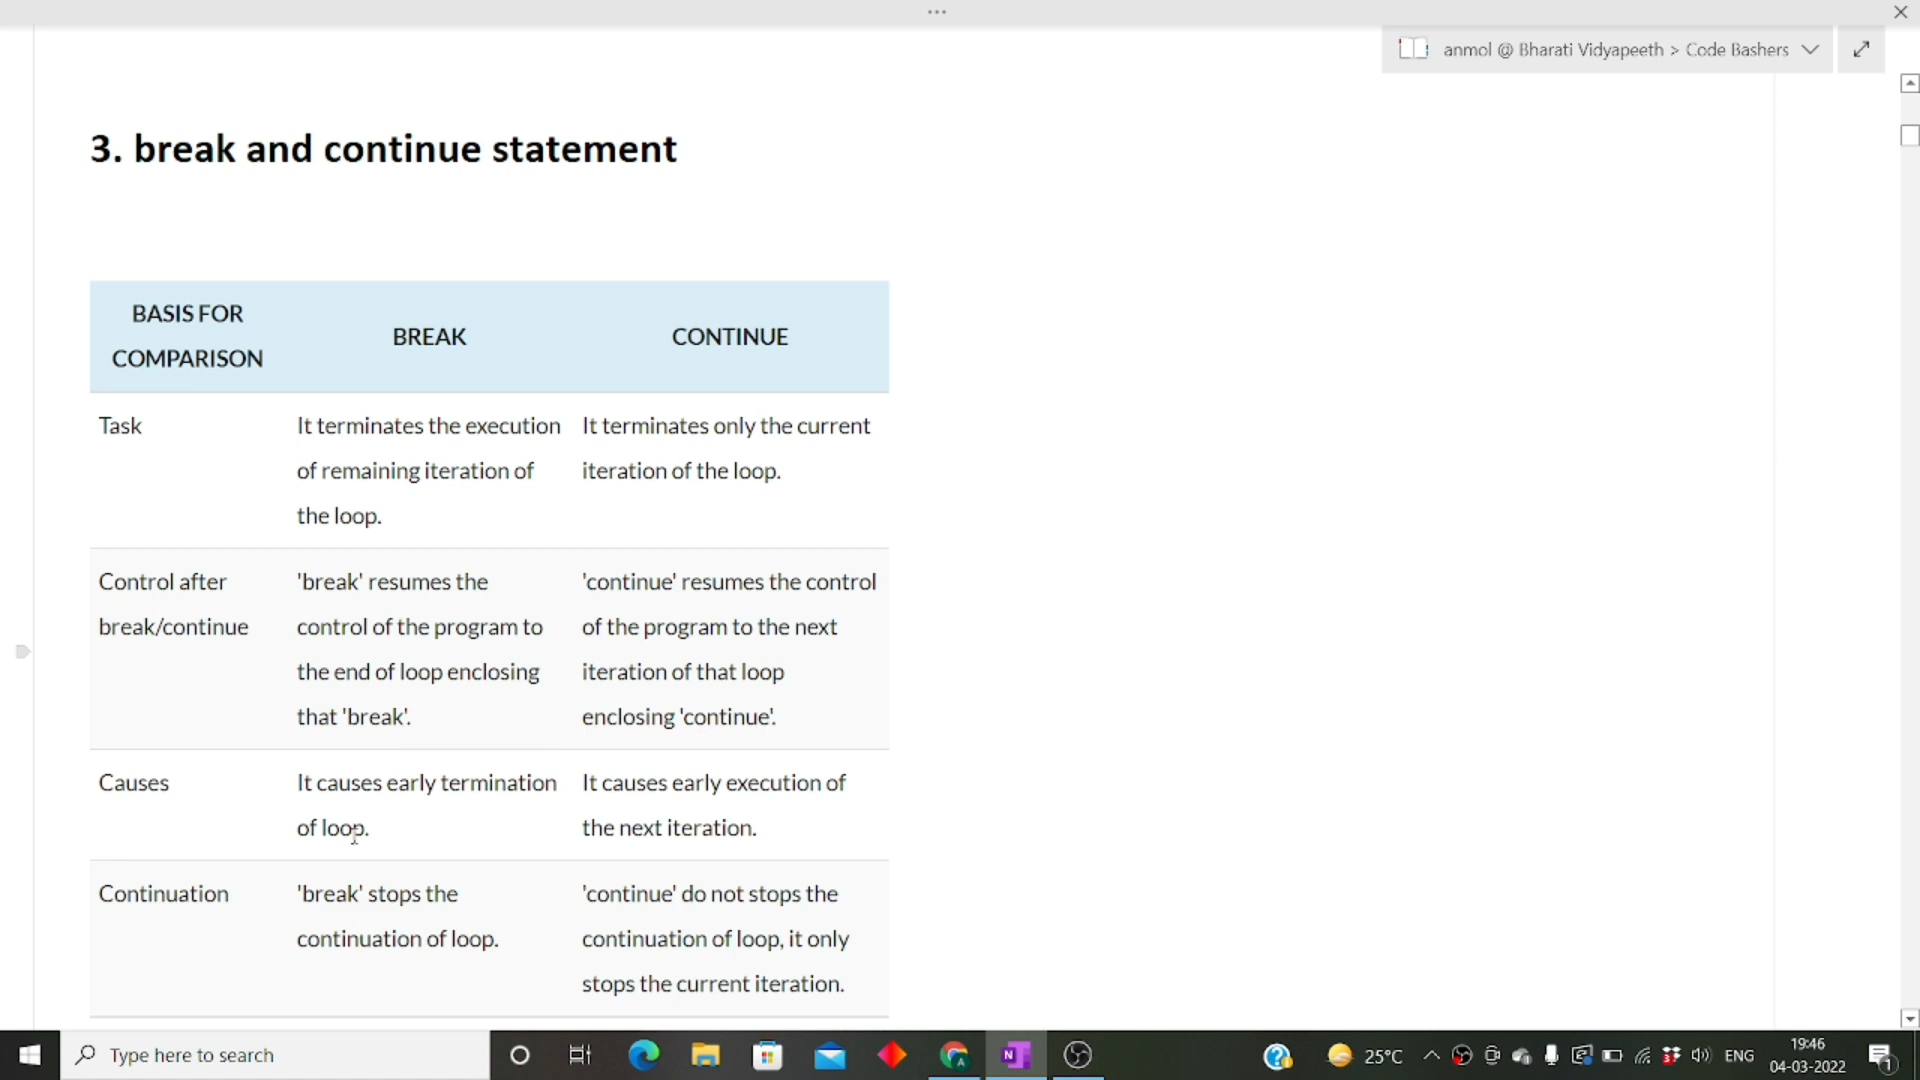 anmol @ Bharati Vidyapeeth > Code Bashers
3. break and continue statement
BASIS FOR
COMPARISON
BREAK
CONTINUE
Task
It terminates the execution
of remaining iteration of
the loop.
It terminates only the current
iteration of the loop.
Control after
break/continue
'break' resumes the
control of the program to
the end of loop enclosing
that 'break'.
'continue' resumes the control
of the program to the next
iteration of that loop
enclosing 'continue'.
Causes
It causes early termination
of loop.
It causes early execution of
the next iteration.
Continuation
'break' stops the
continuation of loop.
'continue' do not stops the
continuation of loop, it only
stops the current iteration.
Type here to search
25°C
ENG
19:46
04-03-2022
1